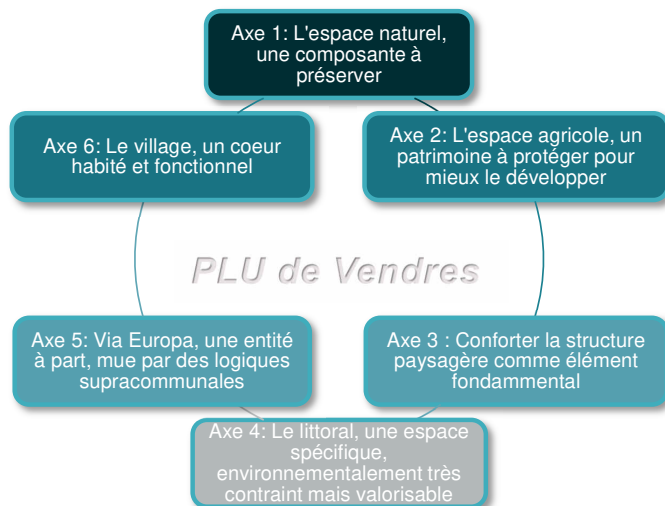 Axe 1: L'espace naturel,
une composante à
préserver
Axe 2: L'espace agricole, un
patrimoine à protéger pour
mieux le développer
Axe 3 : Conforter la structure
paysagère comme élément
fondammental
Axe 4: Le littoral, une espace
spécifique,
environnementalement très
contraint mais valorisable
Axe 5: Via Europa, une entité
à part, mue par des logiques
supracommunales
Axe 6: Le village, un coeur
habité et fonctionnel
PLU de Vendres